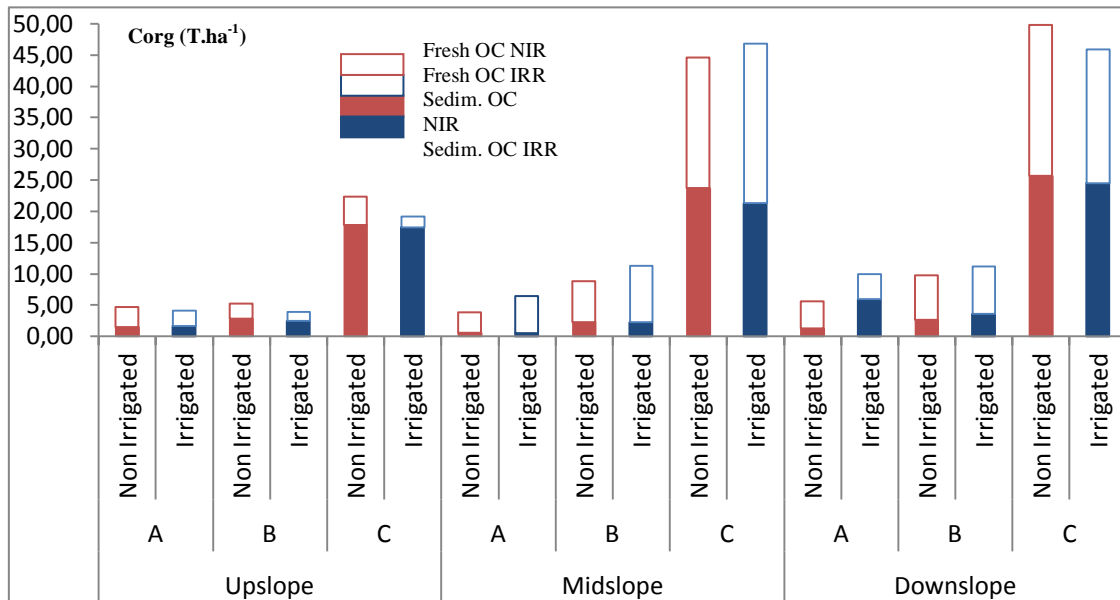 50,00
45,00
40,00
35,00
30,00
25,00
20,00
15,00
10,00
5,00
0,00
Corg (T.ha-1)
Fresh OC NIR
Fresh OC IRR
Sedim. OC
NIR
Sedim. OC IRR
Non Irrigated
Irrigated
Non Irrigated
Irrigated
Non Irrigated
Irrigated
Non Irrigated
Irrigated
Non Irrigated
Irrigated
Non Irrigated
Irrigated
Non Irrigated
Irrigated
Non Irrigated
Irrigated
Non Irrigated
Irrigated
A B C A B C A B C
Upslope Midslope Downslope